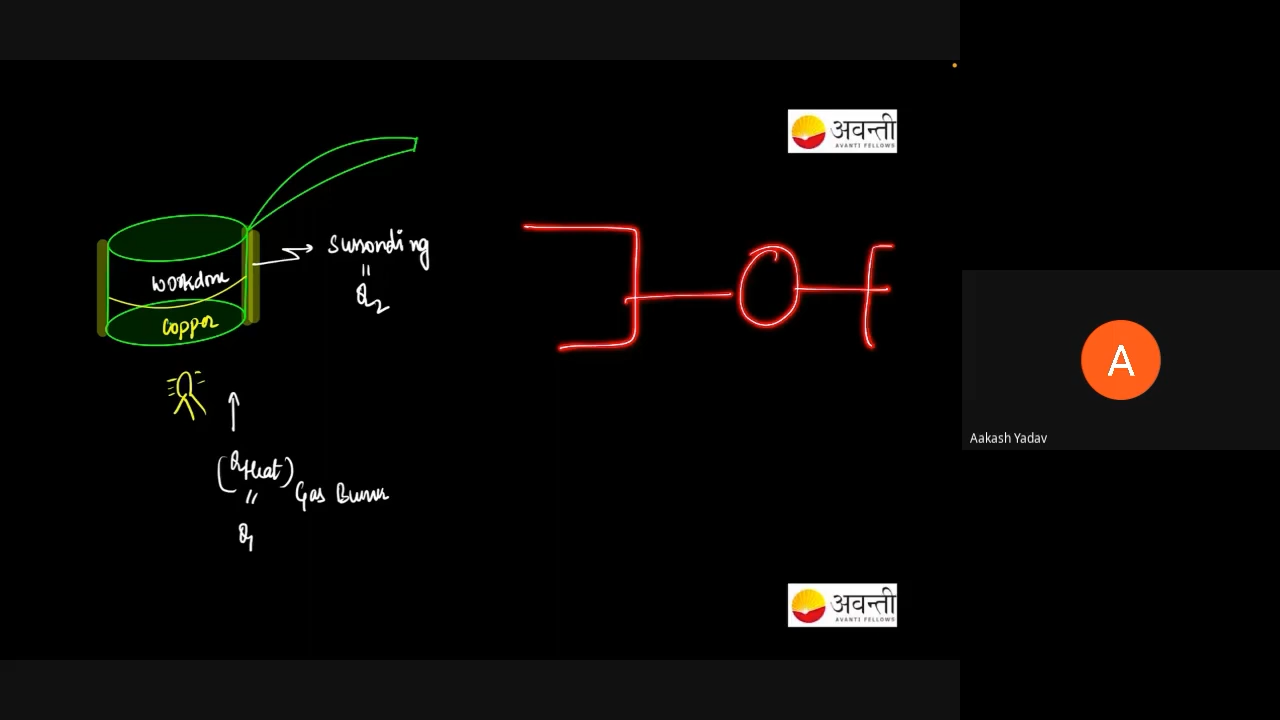 अवन्ती
AVANTI FELLOWS
Surronding
"
Q2
Workdone
Copper
A
Aakash Yadav
(QHeat) Gas Burner
"
Q1
अवन्ती
AVANTI FELLOWS